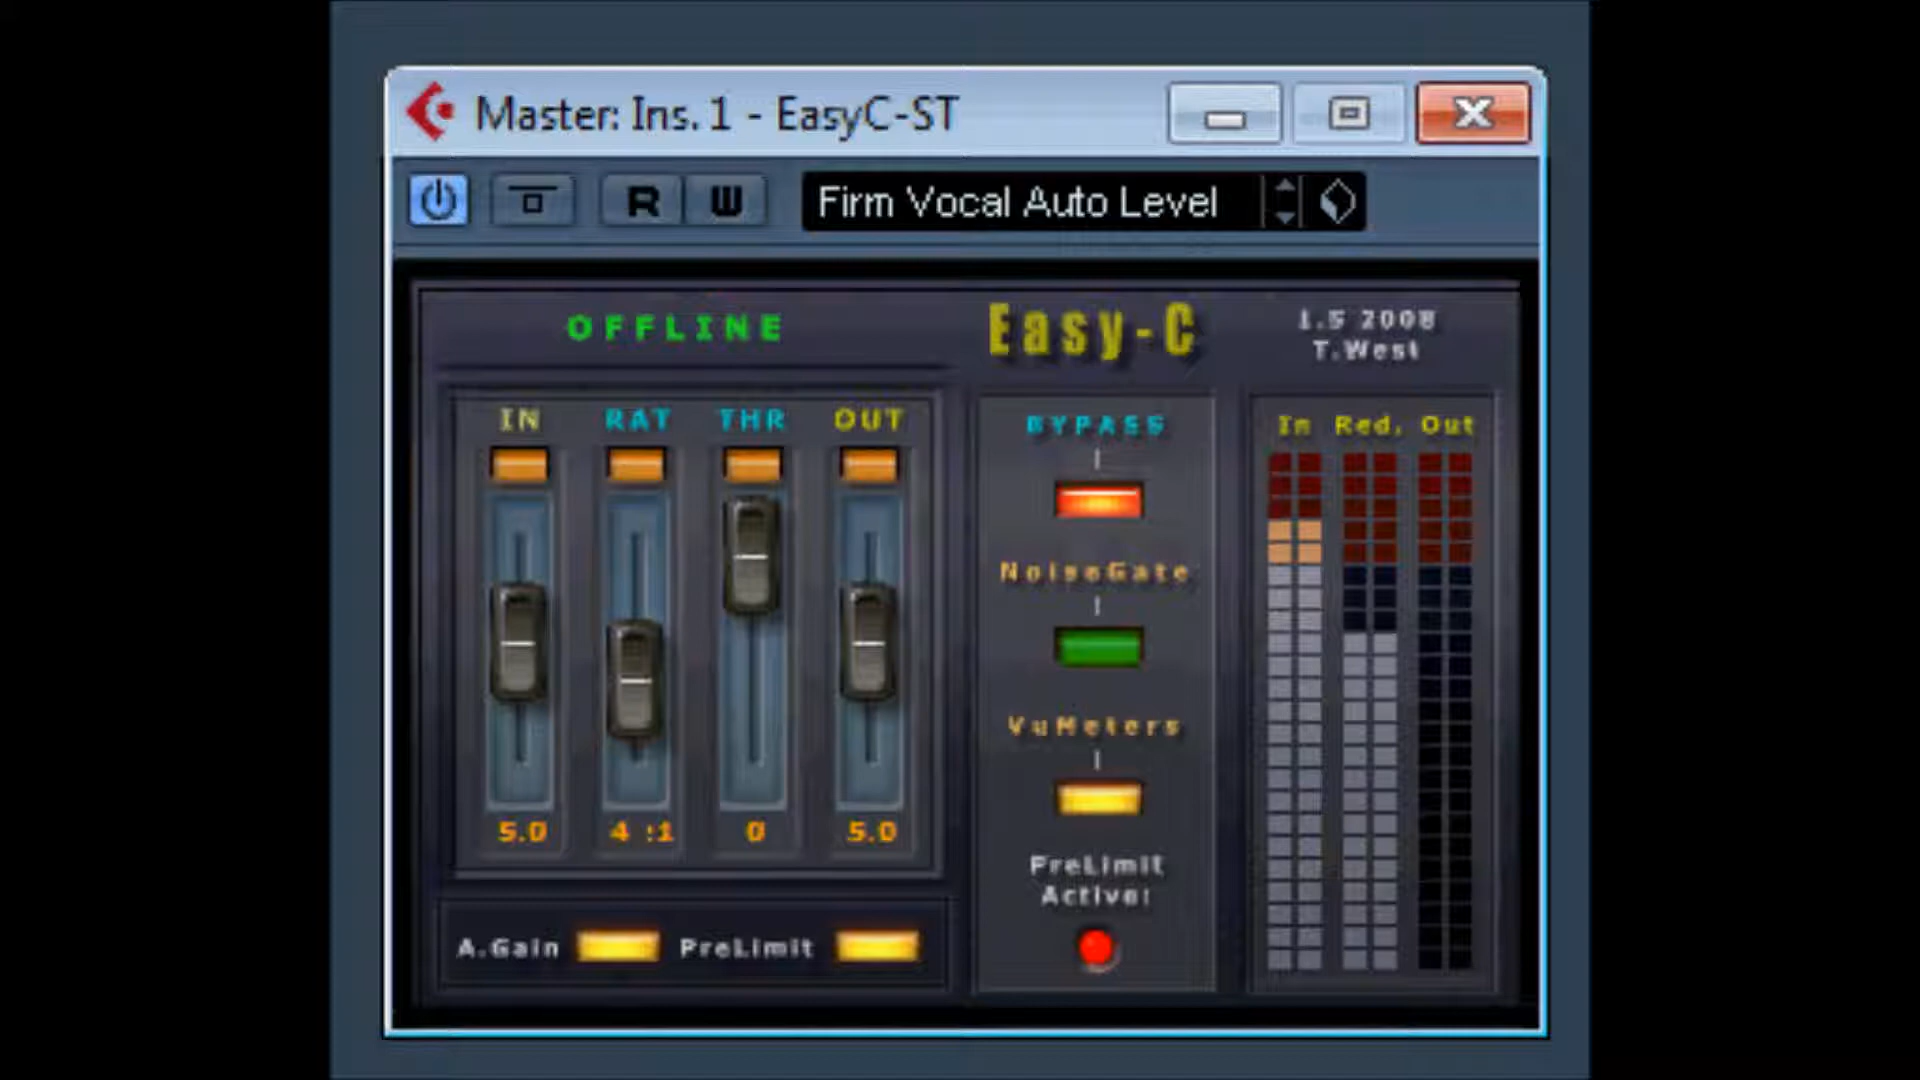 Master: Ins. 1 - EasyC-ST
R W Firm Vocal Auto Level
OFFLINE
Easy-C
1.5 2008
T.West
IN RAT THR OUT
5.0 4 :1 0 5.0
A.Gain PreLimit
BYPASS
NoiseGate
VuMeters
PreLimit
Active:
In Red. Out